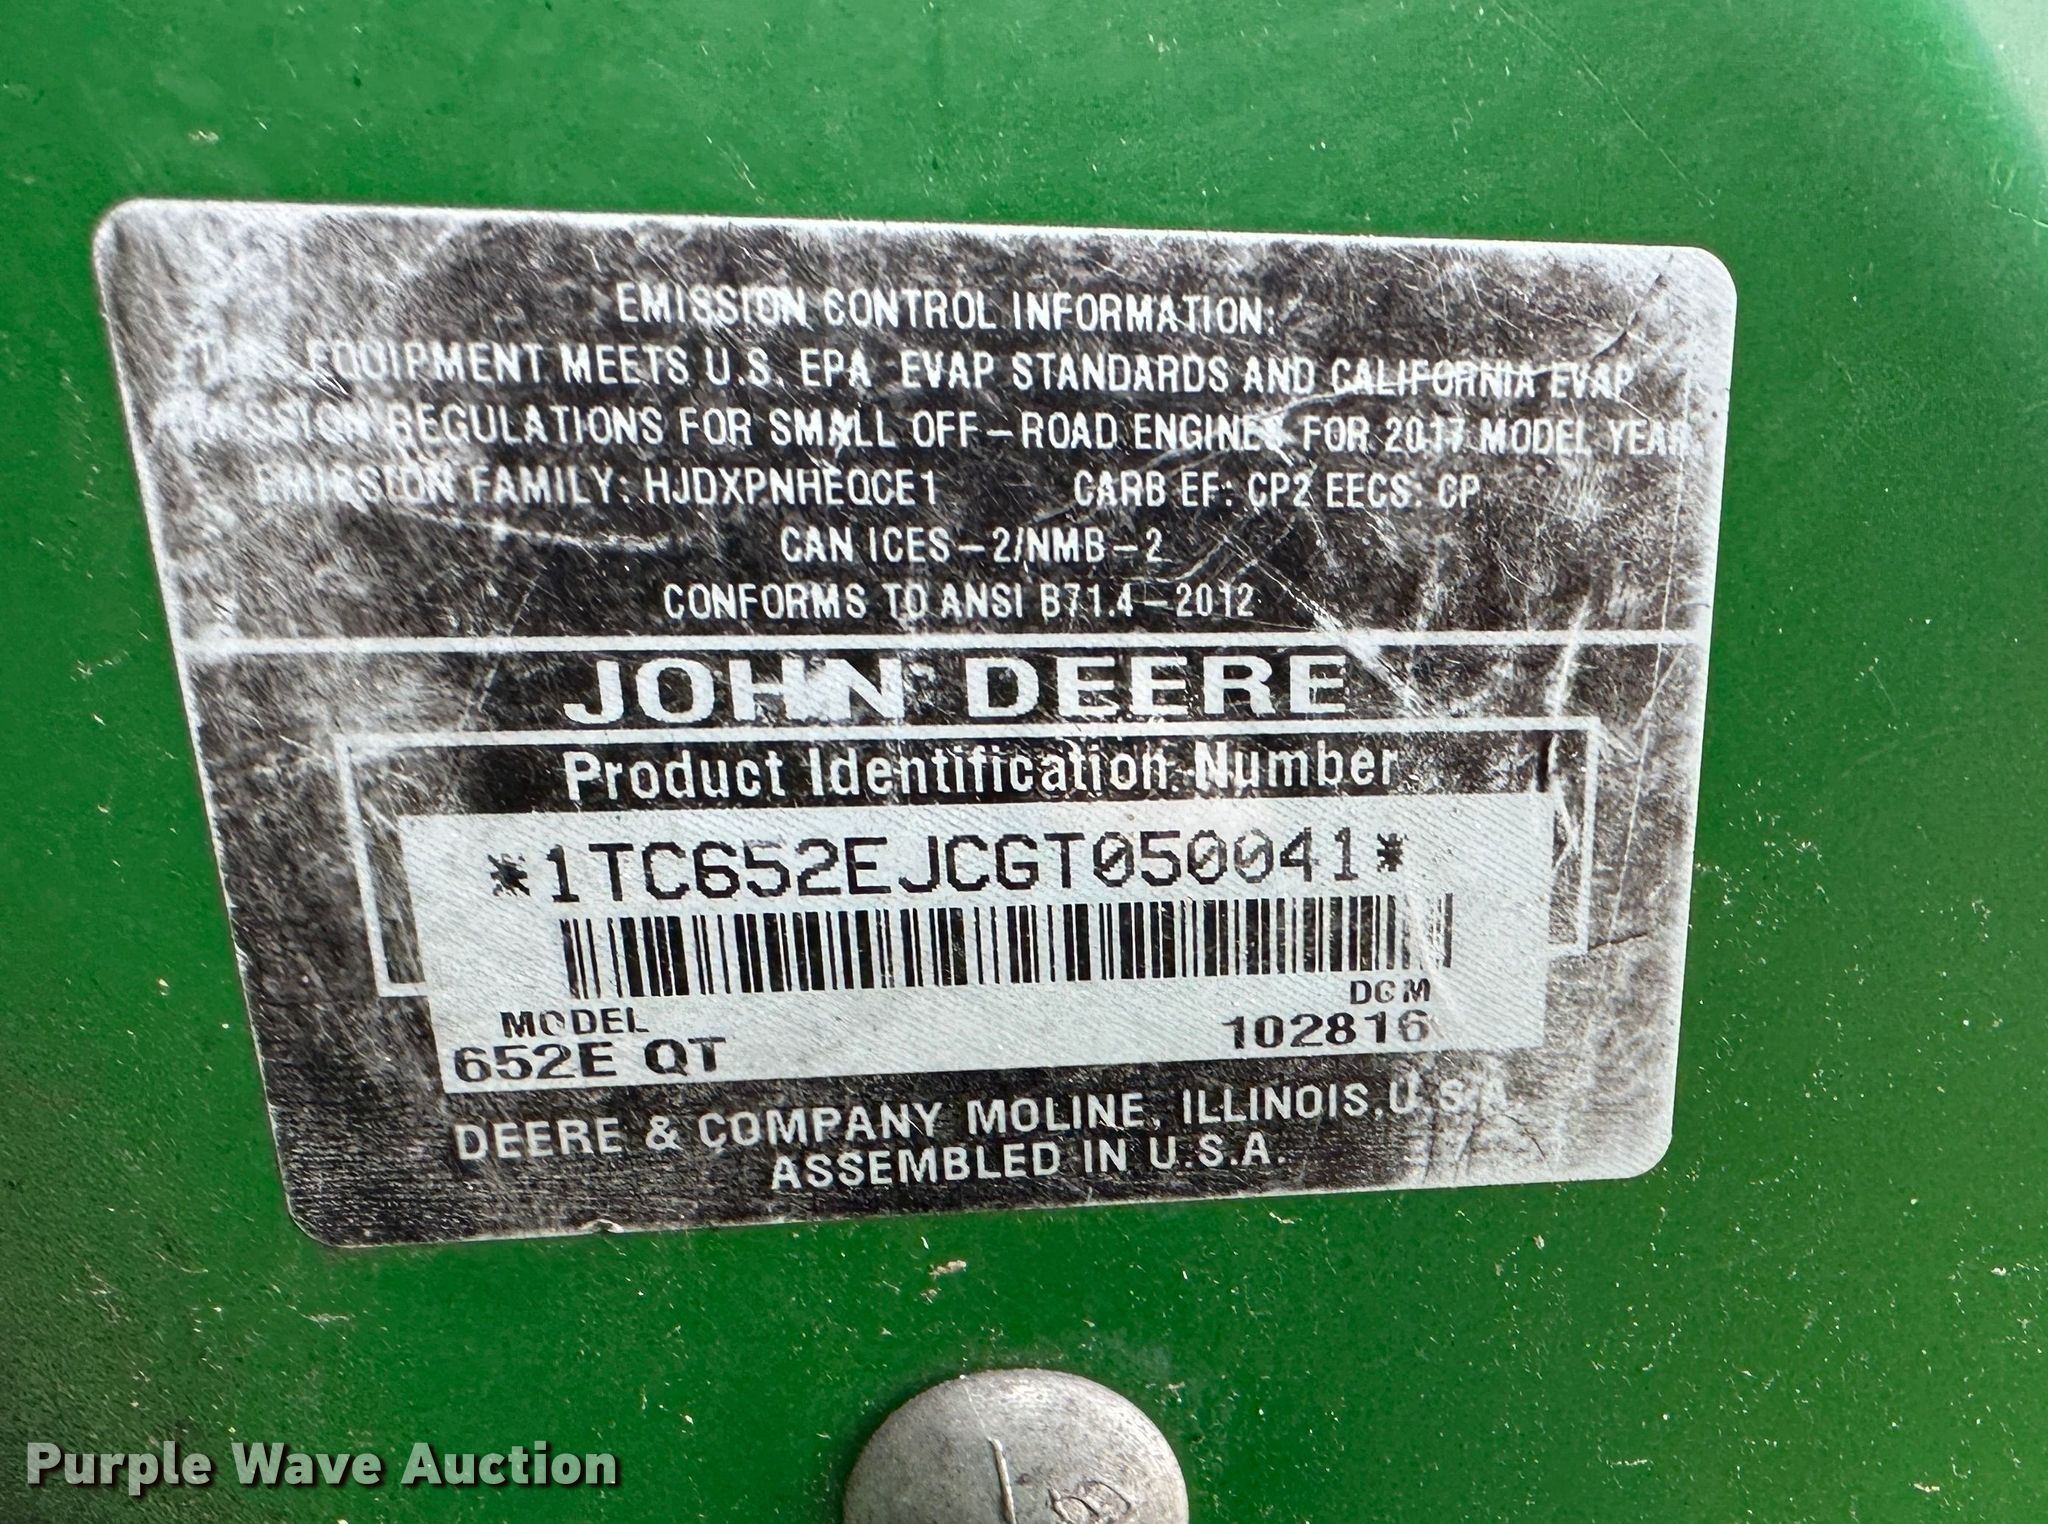 EMISSION CONTROL INFORMATION:
EQUIPMENT MEETS U.S. EPA EVAP STANDARDS AND CALIFORNIA EVAP
EMISSION REGULATIONS FOR SMALL OFF-ROAD ENGINES FOR 2017 MODEL YEAR
EMISSION FAMILY: HJDXPNHEQCE1 CARB EF: CP2 EECS: CP
CAN ICES-2/NMB-2
CONFORMS TO ANSI B71.4-2012
JOHN DEERE
Product Identification Number
*1TC652EJCGT050041*
MODEL DGM
652E QT 102816
DEERE & COMPANY MOLINE, ILLINOIS, U.S.A.
ASSEMBLED IN U.S.A.
Purple Wave Auction